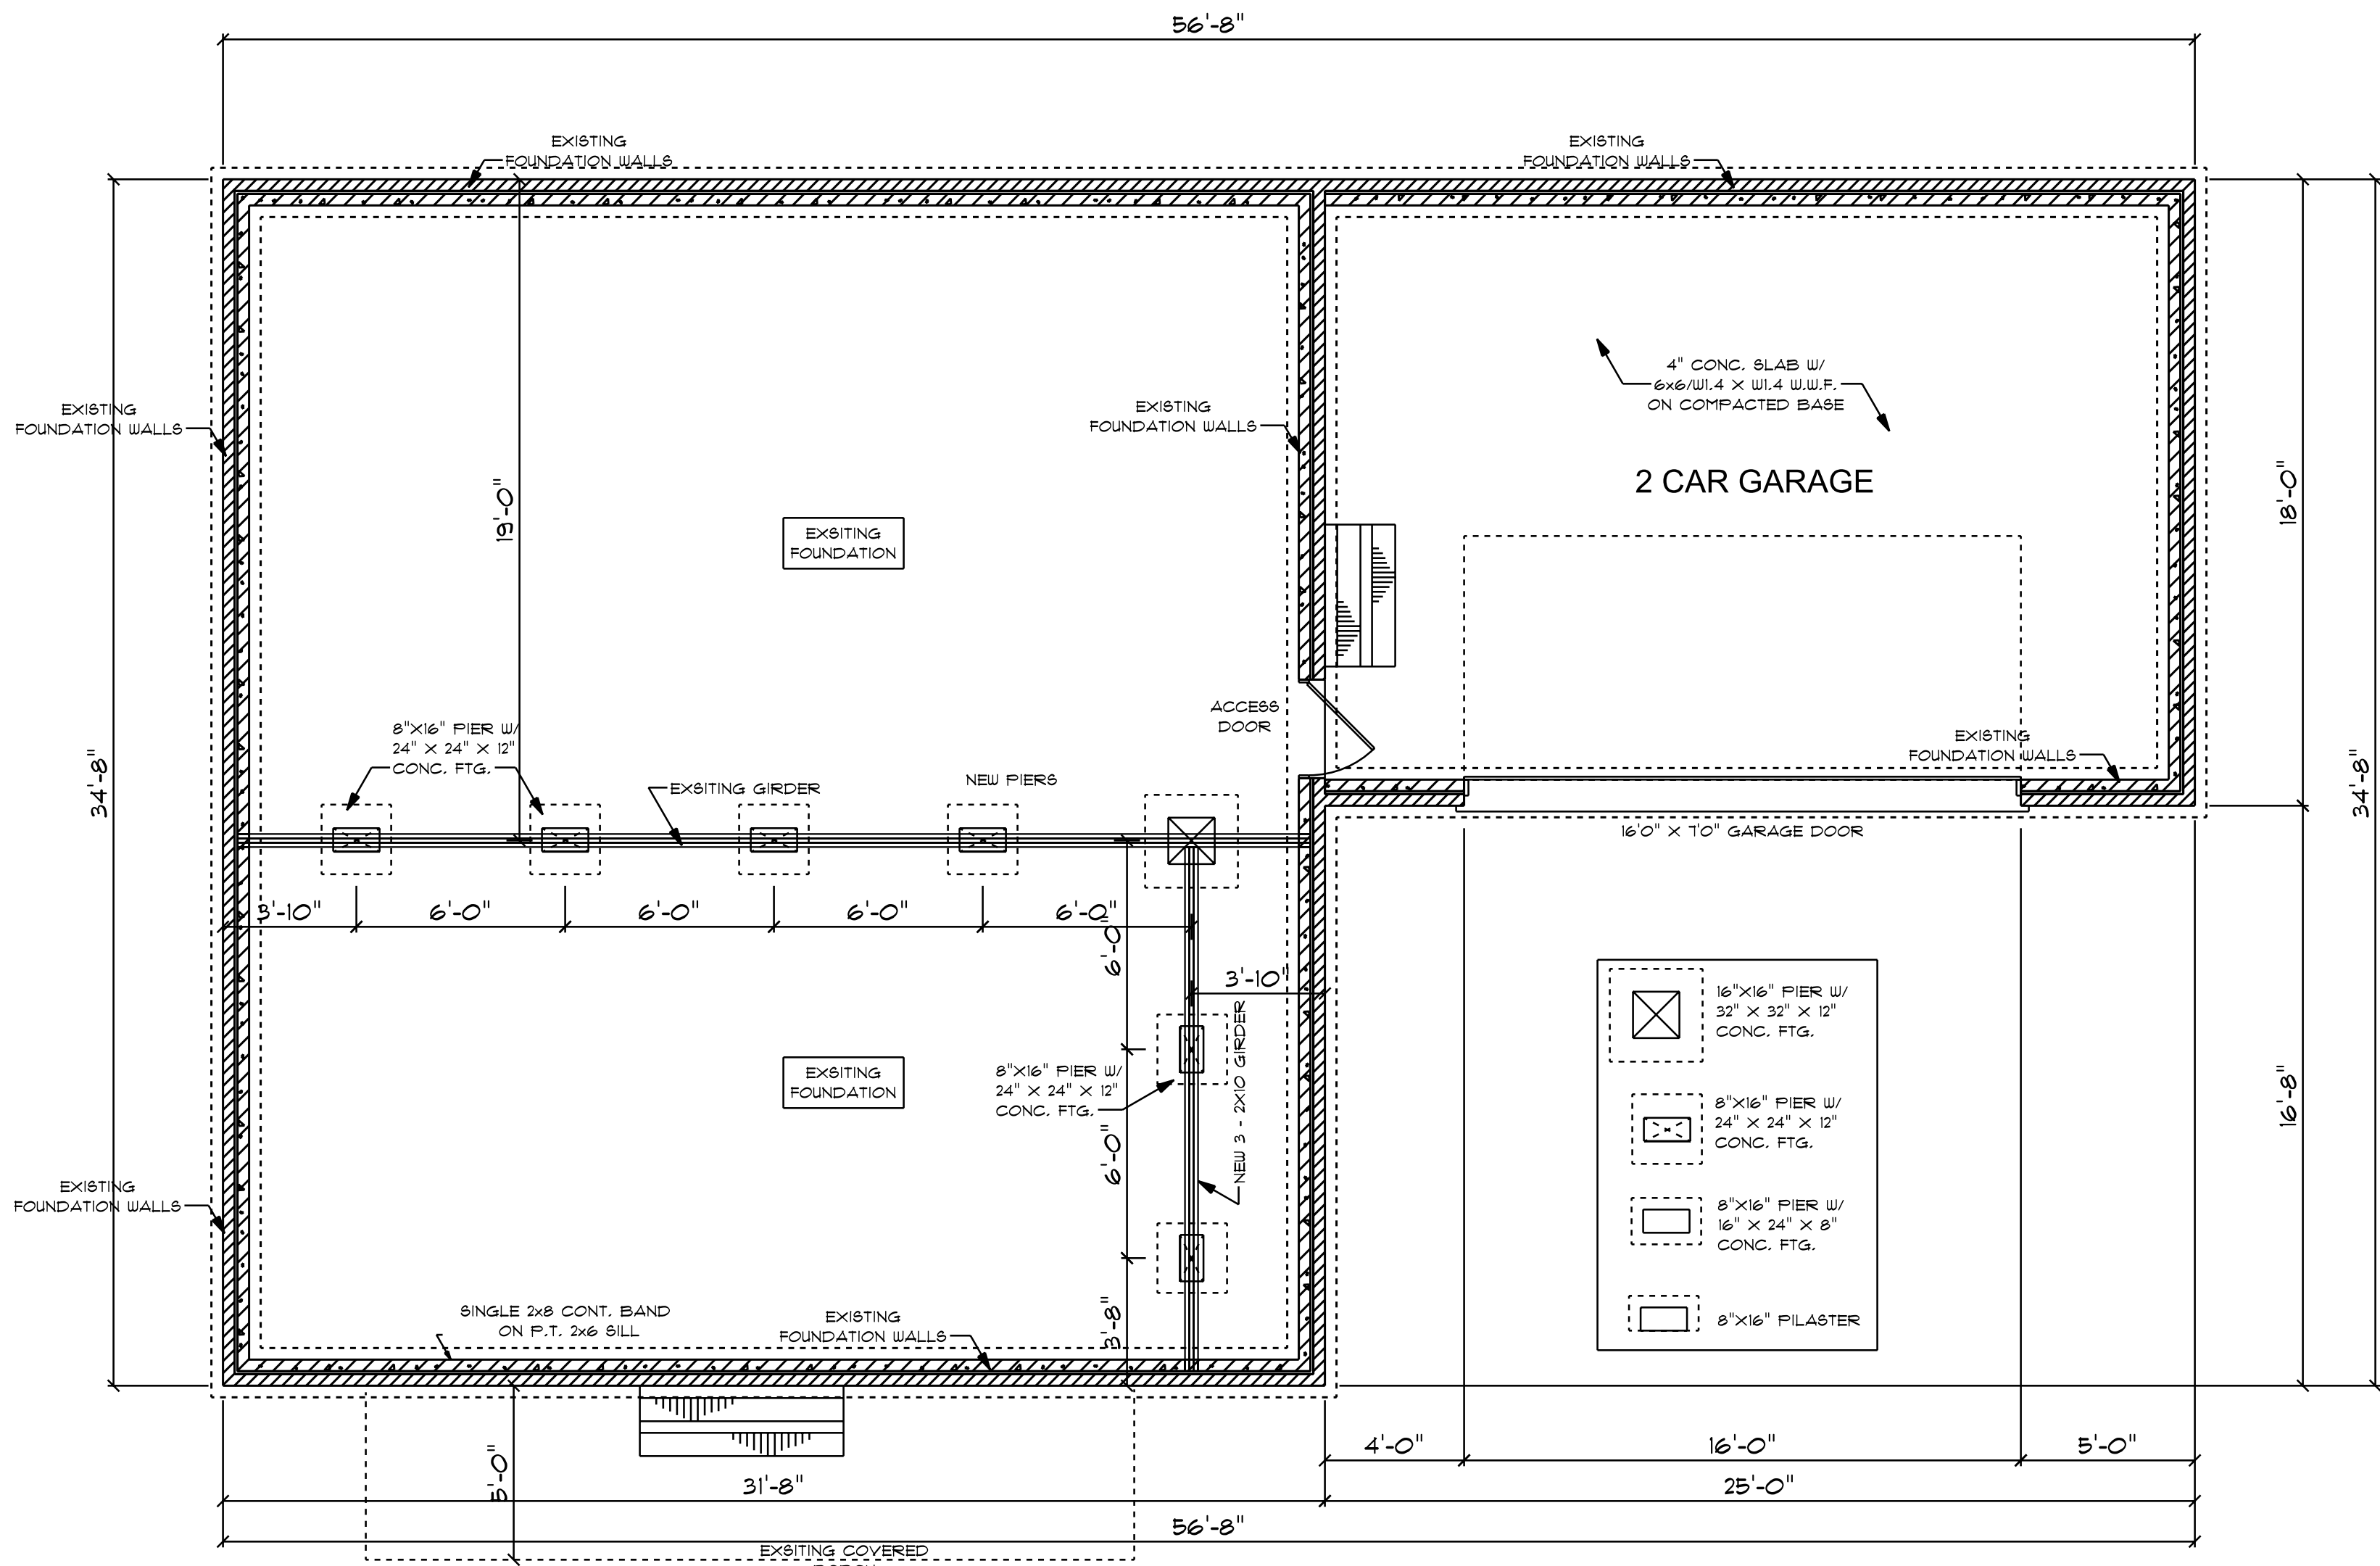 56'-8"
EXISTING
FOUNDATION WALLS
EXISTING
FOUNDATION WALLS
4" CONC. SLAB W/
6x6/W1.4 X W1.4 W.W.F.
ON COMPACTED BASE
EXISTING
FOUNDATION WALLS
EXISTING
FOUNDATION WALLS
2 CAR GARAGE
19'-0"
18'-0"
EXSITING
FOUNDATION
ACCESS
DOOR
8"X16" PIER W/
24" X 24" X 12"
CONC. FTG.
EXISTING
FOUNDATION WALLS
34'-8"
34'-8"
EXSITING GIRDER
NEW PIERS
16'0" X 7'0" GARAGE DOOR
3'-10"
6'-0"
6'-0"
6'-0"
6'-0"
6'-0"
3'-10"
16"X16" PIER W/
32" X 32" X 12"
CONC. FTG.
NEW 3 - 2X10 GIRDER
EXSITING
FOUNDATION
8"X16" PIER W/
24" X 24" X 12"
CONC. FTG.
8"X16" PIER W/
24" X 24" X 12"
CONC. FTG.
16'-8"
6'-0"
8"X16" PIER W/
16" X 24" X 8"
CONC. FTG.
EXISTING
FOUNDATION WALLS
SINGLE 2x8 CONT. BAND
ON P.T. 2x6 SILL
EXISTING
FOUNDATION WALLS
3'-8"
8"X16" PILASTER
4'-0"
16'-0"
5'-0"
5'-0"
31'-8"
25'-0"
56'-8"
EXSITING COVERED